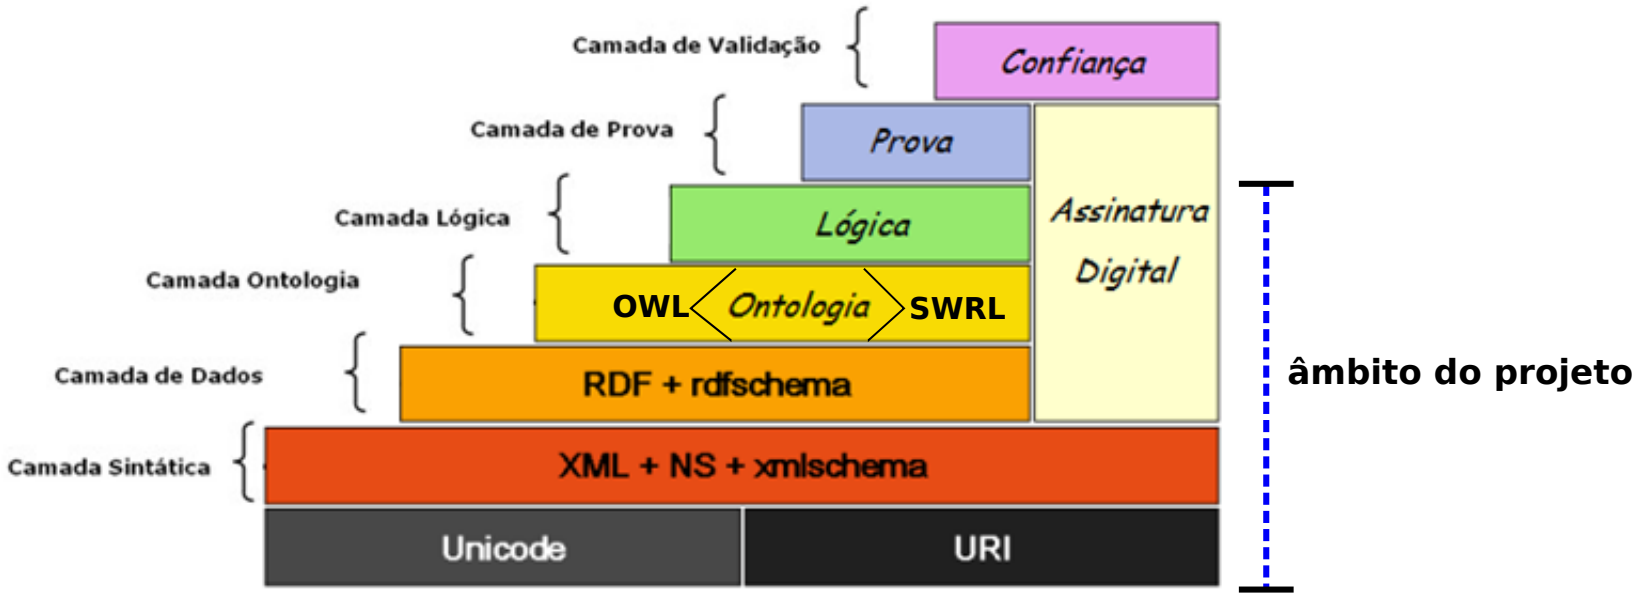 Camada de Validação
Confiança
Camada de Prova
Prova
Camada Lógica
Lógica
Assinatura
Digital
Camada Ontologia
OWL Ontologia SWRL
âmbito do projeto
Camada de Dados
RDF + rdfschema
Camada Sintática
XML + NS + xmlschema
Unicode
URI